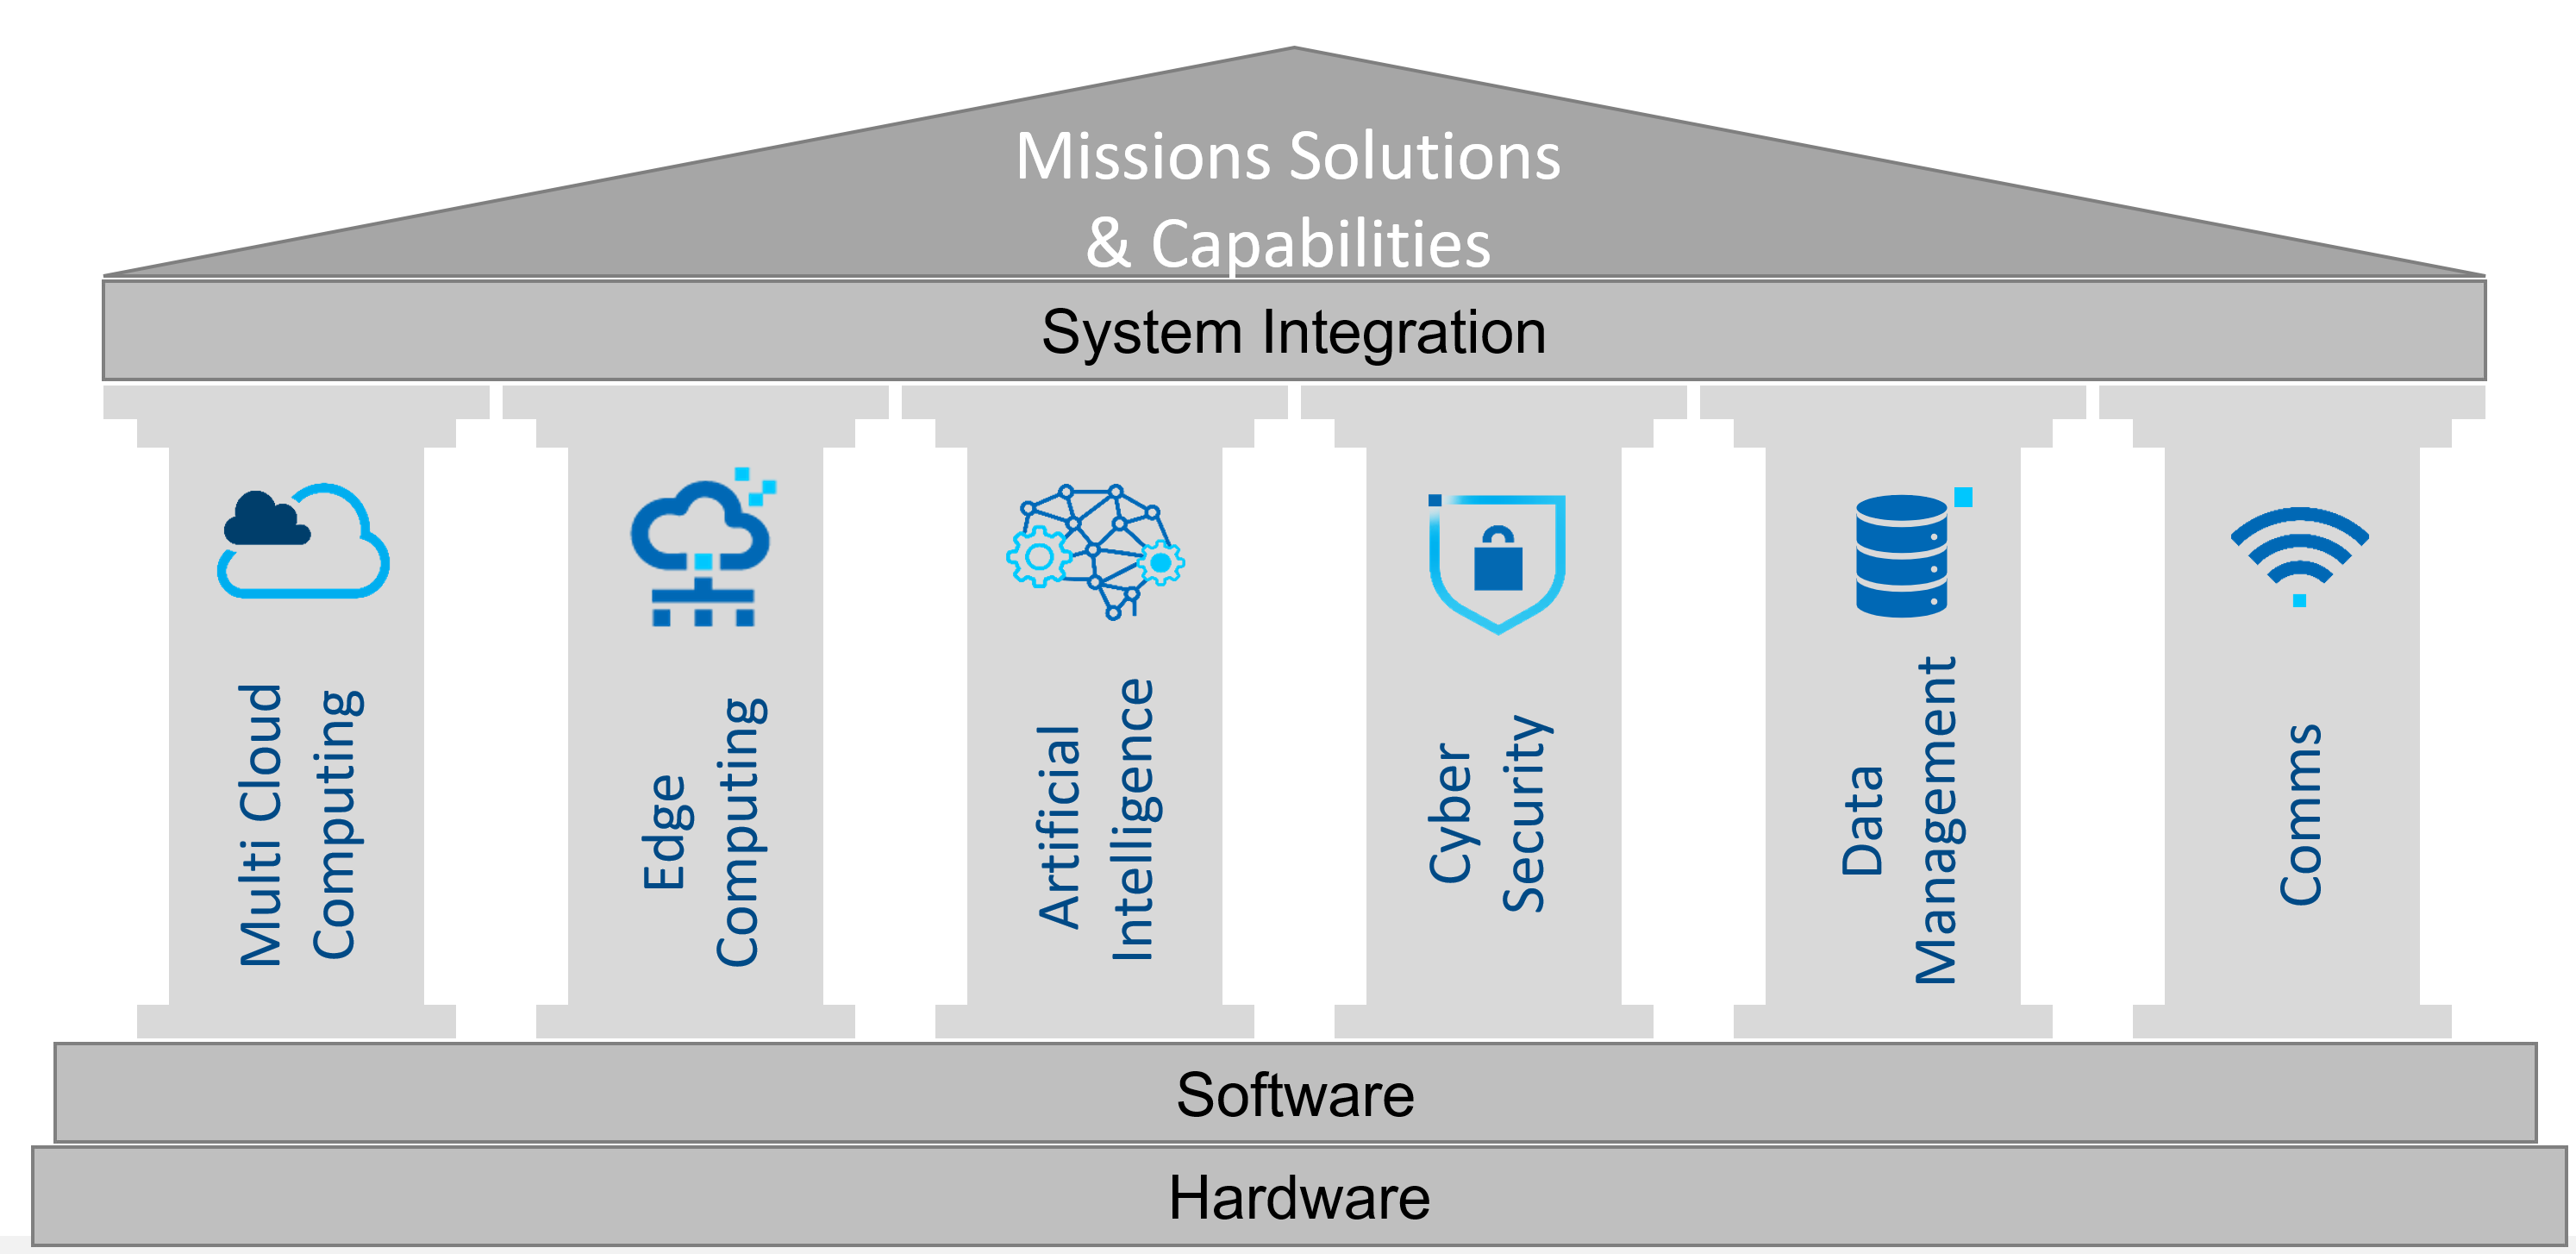 Missions Solutions
& Capabilities
System Integration
Multi Cloud
Computing
Edge
Computing
Artificial
Intelligence
Cyber
Security
Data
Management
Comms
Software
Hardware